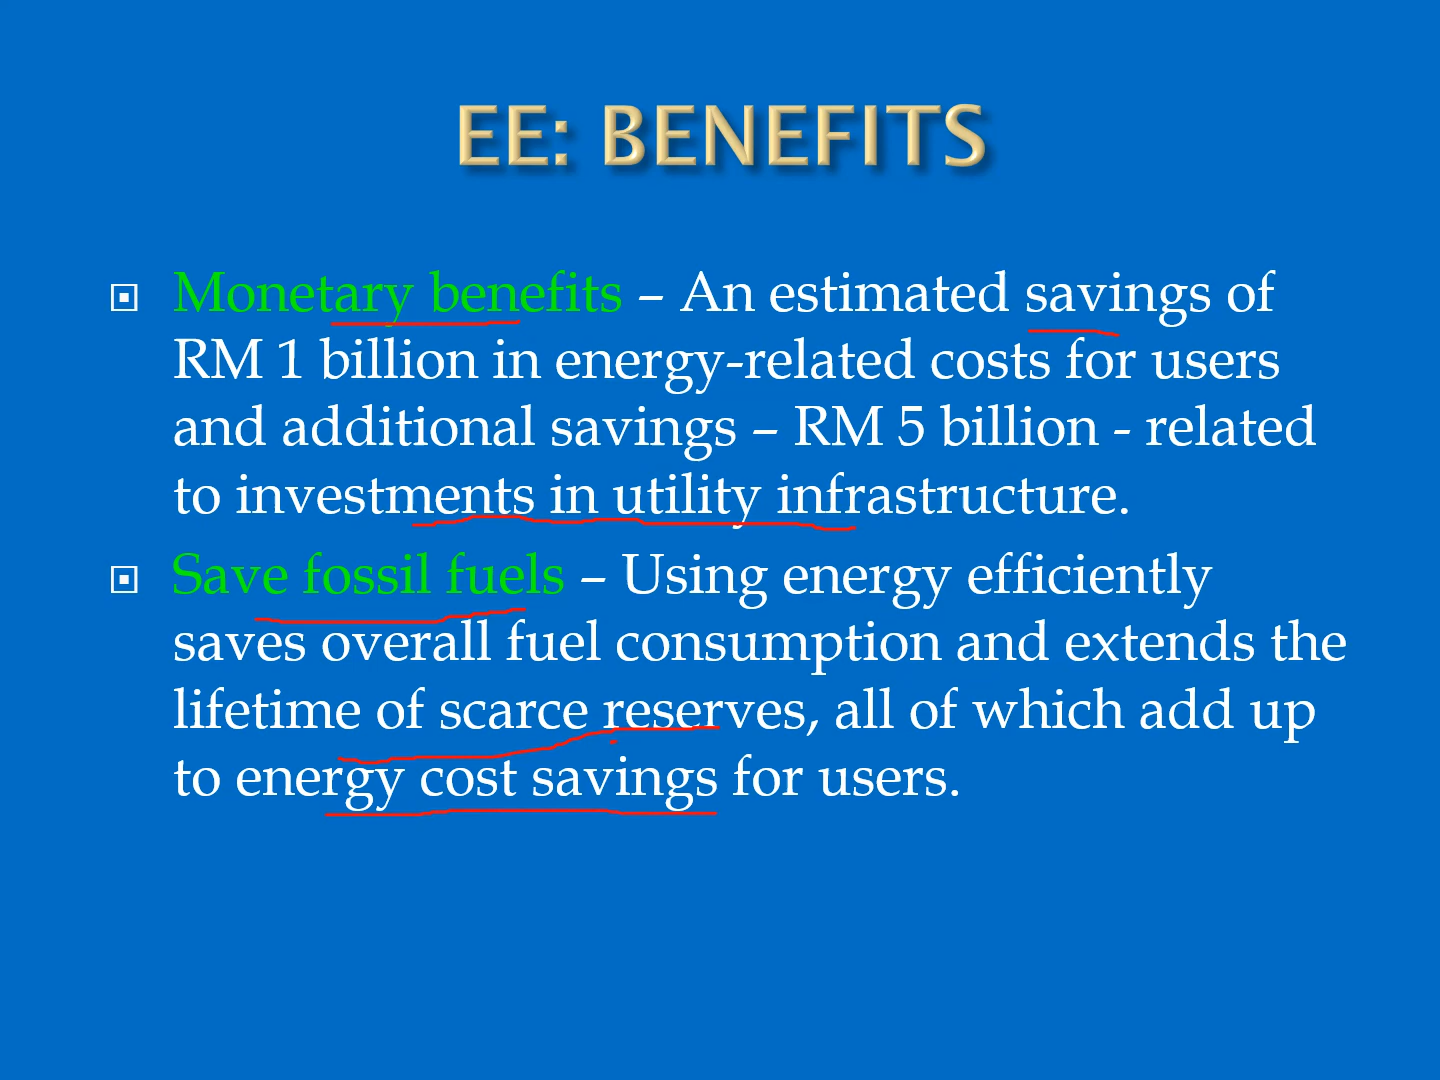 EE: BENEFITS
Monetary benefits – An estimated savings of
RM 1 billion in energy-related costs for users
and additional savings – RM 5 billion - related
to investments in utility infrastructure.
Save fossil fuels – Using energy efficiently
saves overall fuel consumption and extends the
lifetime of scarce reserves, all of which add up
to energy cost savings for users.